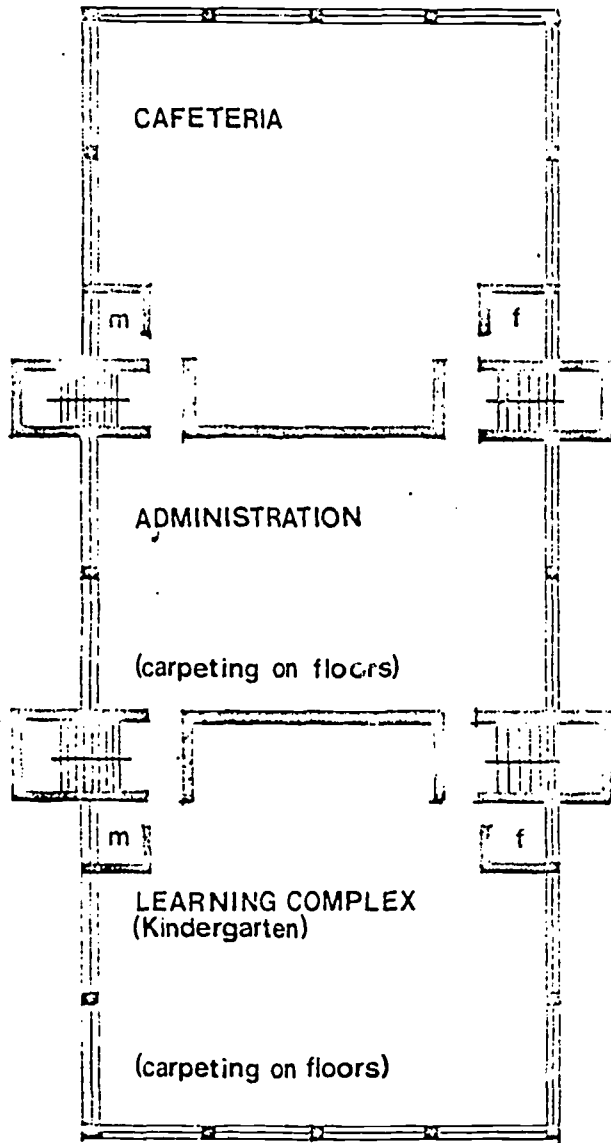 CAFETERIA
m f
ADMINISTRATION
(carpeting on floors)
m f
LEARNING COMPLEX
(Kindergarten)
(carpeting on floors)